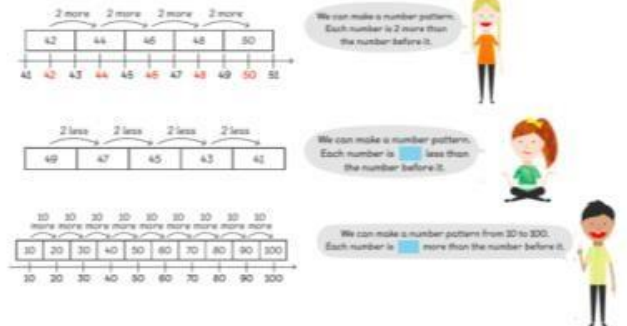 2 more 2 more 2 more 2 more
42 44 46 48 50
41 42 43 44 45 46 47 48 49 50 51
We can make a number pattern.
Each number is 2 more than
the number before it.
2 less 2 less 2 less 2 less
49 47 45 43 41
We can make a number pattern.
Each number is less than
the number before it.
10 10 10 10 10 10 10 10 10
more more more more more more more more more
10 20 30 40 50 60 70 80 90 100
10 20 30 40 50 60 70 80 90 100
We can make a number pattern from 10 to 100.
Each number is more than the number before it.